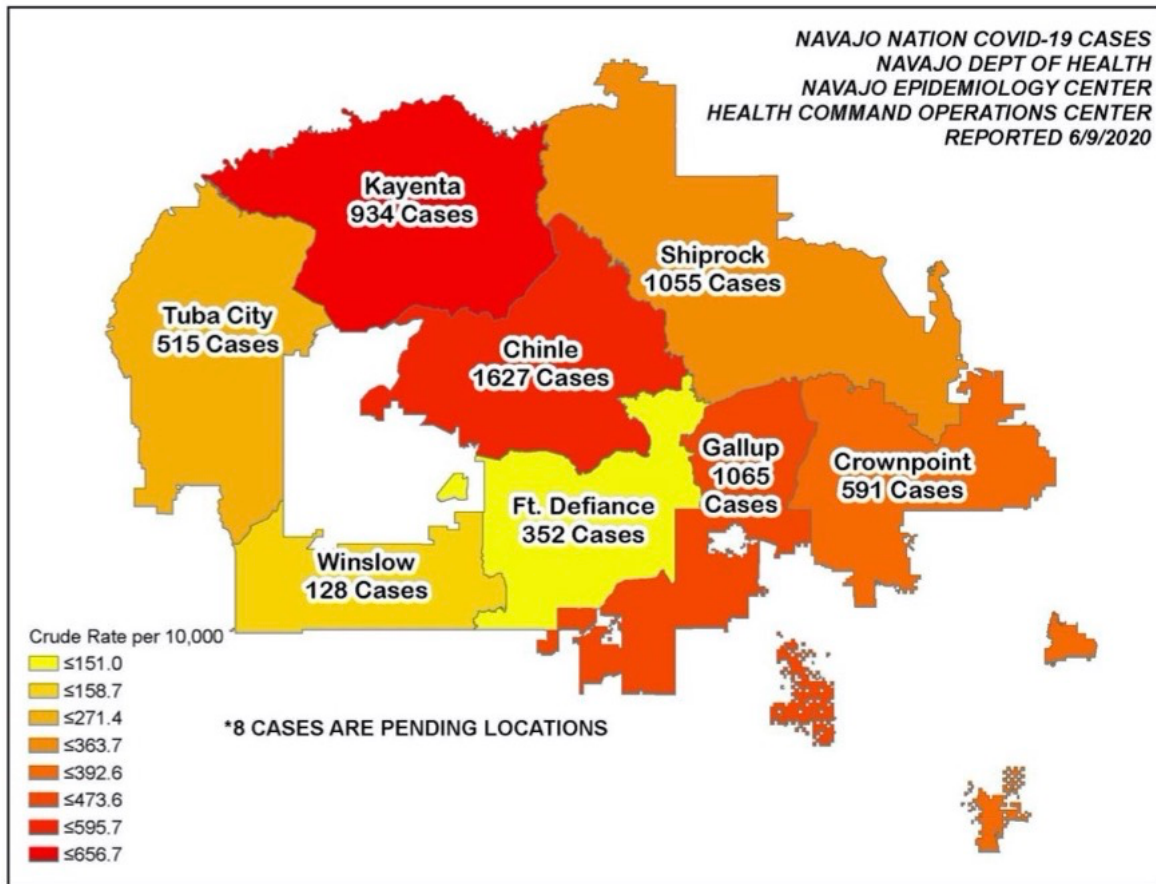 NAVAJO NATION COVID-19 CASES
NAVAJO DEPT OF HEALTH
NAVAJO EPIDEMIOLOGY CENTER
HEALTH COMMAND OPERATIONS CENTER
REPORTED 6/9/2020
Kayenta
934 Cases
Shiprock
1055 Cases
Tuba City
515 Cases
Chinle
1627 Cases
Gallup
1065
Cases
Crownpoint
591 Cases
Ft. Defiance
352 Cases
Winslow
128 Cases
Crude Rate per 10,000
≤151.0
≤158.7
≤271.4
≤363.7
≤392.6
≤473.6
≤595.7
≤656.7
*8 CASES ARE PENDING LOCATIONS